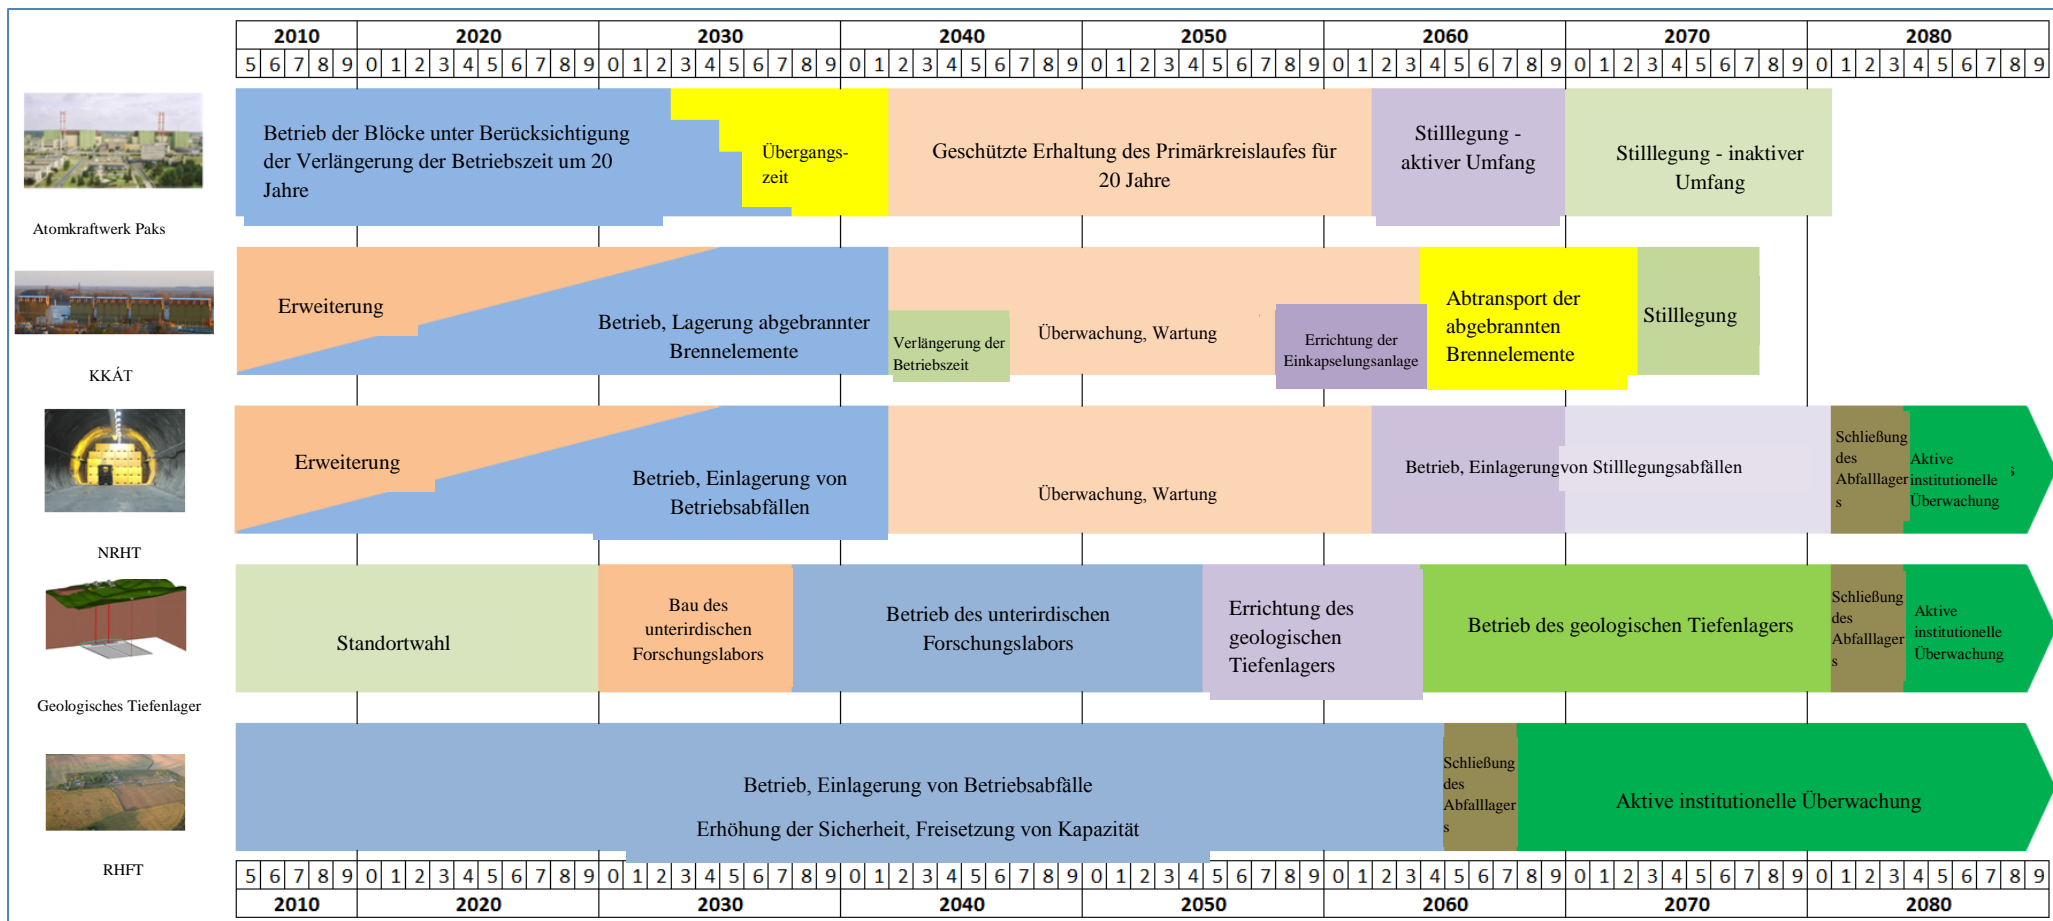 2010 2020 2030 2040 2050 2060 2070 2080
5 6 7 8 9 0 1 2 3 4 5 6 7 8 9 0 1 2 3 4 5 6 7 8 9 0 1 2 3 4 5 6 7 8 9 0 1 2 3 4 5 6 7 8 9 0 1 2 3 4 5 6 7 8 9 0 1 2 3 4 5 6 7 8 9 0 1 2 3 4 5 6 7 8 9
Atomkraftwerk Paks
Betrieb der Blöcke unter Berücksichtigung
der Verlängerung der Betriebszeit um 20
Jahre
Übergangs-
zeit
Geschützte Erhaltung des Primärkreislaufes für
20 Jahre
Stilllegung -
aktiver Umfang
Stilllegung - inaktiver
Umfang
KKÁT
Erweiterung
Betrieb, Lagerung abgebrannter
Brennelemente
Verlängerung der
Betriebszeit
Überwachung, Wartung
Errichtung der
Einkapselungsanlage
Abtransport der
abgebrannten
Brennelemente
Stilllegung
NRHT
Erweiterung
Betrieb, Einlagerung von
Betriebsabfällen
Überwachung, Wartung
Betrieb, Einlagerung von Stilllegungsabfällen
Schließung
des
Abfalllager
s
Aktive
institutionelle s
Überwachung
Geologisches Tiefenlager
Standortwahl
Bau des
unterirdischen
Forschungslabors
Betrieb des unterirdischen
Forschungslabors
Errichtung des
geologischen
Tiefenlagers
Betrieb des geologischen Tiefenlagers
Schließung
des
Abfalllager
s
Aktive
institutionelle
Überwachung
RHFT
Betrieb, Einlagerung von Betriebsabfälle
Erhöhung der Sicherheit, Freisetzung von Kapazität
Schließung
des
Abfalllager
s
Aktive institutionelle Überwachung
5 6 7 8 9 0 1 2 3 4 5 6 7 8 9 0 1 2 3 4 5 6 7 8 9 0 1 2 3 4 5 6 7 8 9 0 1 2 3 4 5 6 7 8 9 0 1 2 3 4 5 6 7 8 9 0 1 2 3 4 5 6 7 8 9 0 1 2 3 4 5 6 7 8 9
2010 2020 2030 2040 2050 2060 2070 2080